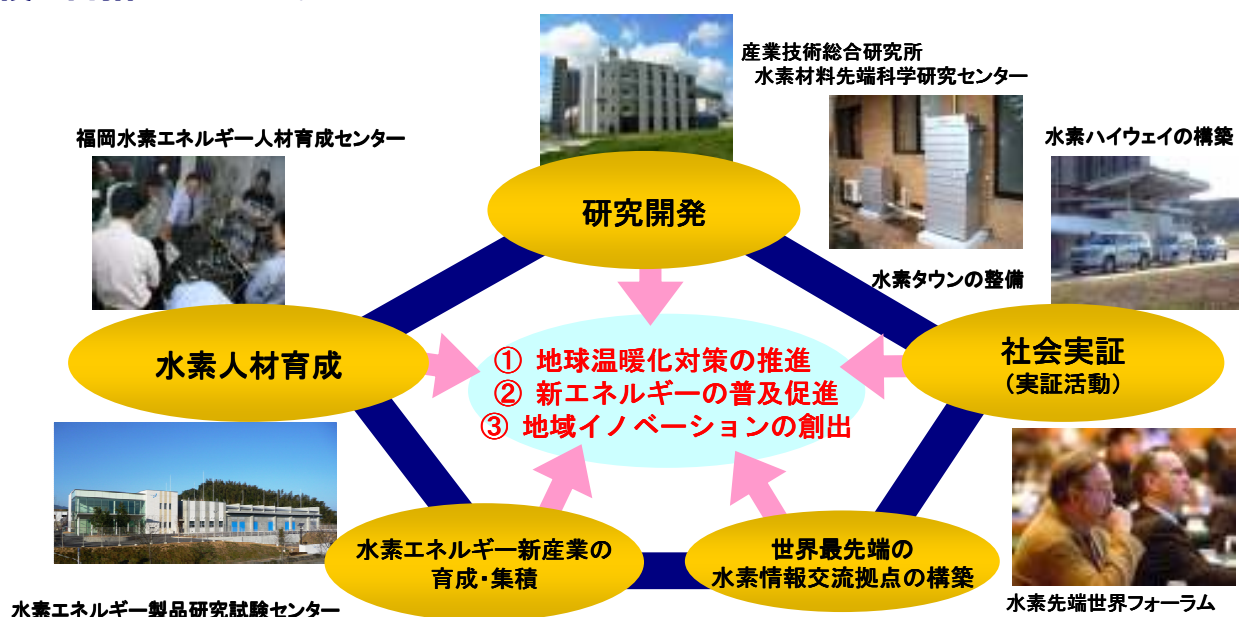 産業技術総合研究所
水素材料先端科学研究センター
福岡水素エネルギー人材育成センター
水素ハイウェイの構築
研究開発
水素タウンの整備
水素人材育成
社会実証
（実証活動）
① 地球温暖化対策の推進
② 新エネルギーの普及促進
③ 地域イノベーションの創出
水素エネルギー新産業の
育成・集積
世界最先端の
水素情報交流拠点の構築
水素エネルギー製品研究試験センター
水素先端世界フォーラム